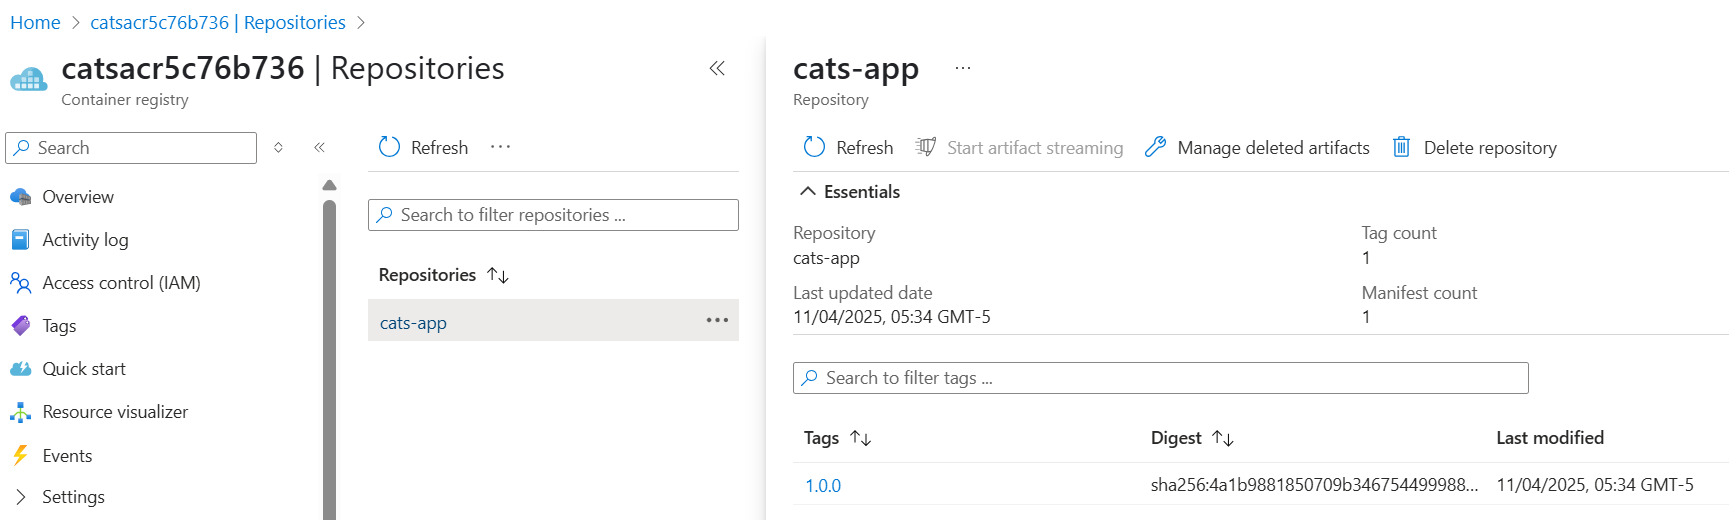 Home > catsacr5c76b736 | Repositories >
catsacr5c76b736 | Repositories
Container registry
Search
Overview
Activity log
Access control (IAM)
Tags
Quick start
Resource visualizer
Events
Settings
Refresh ...
Search to filter repositories ...
Repositories
cats-app ...
cats-app ...
Repository
Refresh Start artifact streaming Manage deleted artifacts Delete repository
Essentials
Repository
cats-app
Tag count
1
Last updated date
11/04/2025, 05:34 GMT-5
Manifest count
1
Search to filter tags ...
Tags Digest Last modified
1.0.0 sha256:4a1b9881850709b346754499988... 11/04/2025, 05:34 GMT-5